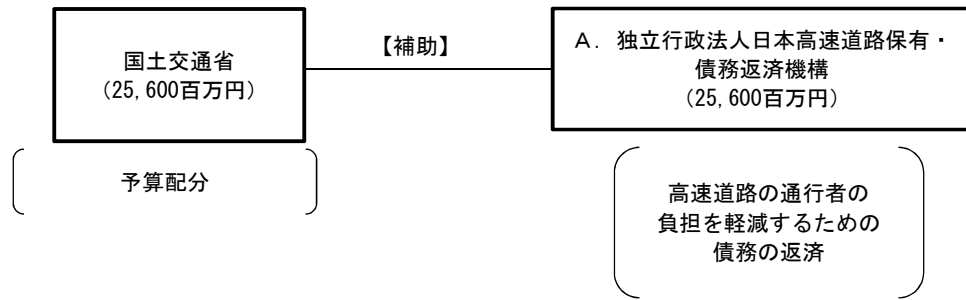 国土交通省
（25,600百万円）
【補助】
Ａ．独立行政法人日本高速道路保有・
債務返済機構
（25,600百万円）
予算配分
高速道路の通行者の
負担を軽減するための
債務の返済